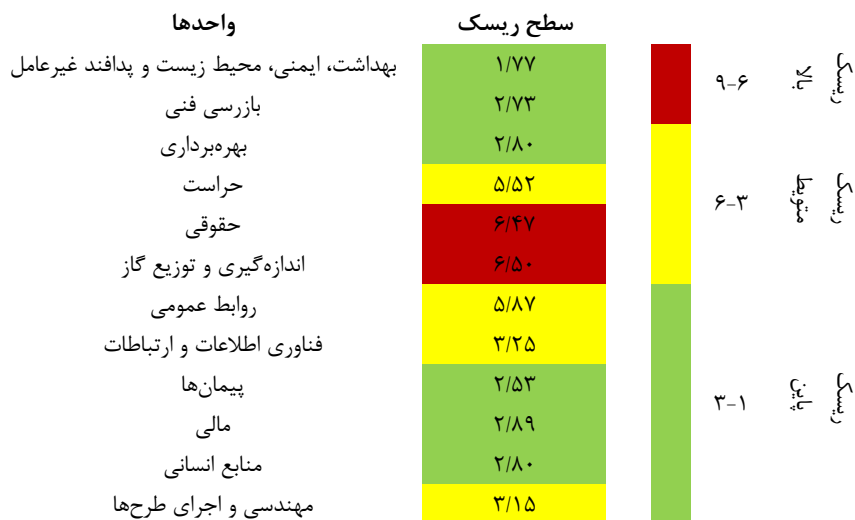 واحدها سطح ریسک
بهداشت، ایمنی، محیط زیست و پدافند غیرعامل ۱/۷۷
بازرسی فنی ۲/۷۳
بهره‌برداری ۲/۸۰
حراست ۵/۵۲
حقوقی ۶/۴۷
اندازه‌گیری و توزیع گاز ۶/۵۰
روابط عمومی ۵/۸۷
فناوری اطلاعات و ارتباطات ۳/۲۵
پیمان‌ها ۲/۵۳
مالی ۲/۸۹
منابع انسانی ۲/۸۰
مهندسی و اجرای طرح‌ها ۳/۱۵
ریسک بالا ۹-۶
ریسک متویط ۶-۳
ریسک پاین ۳-۱